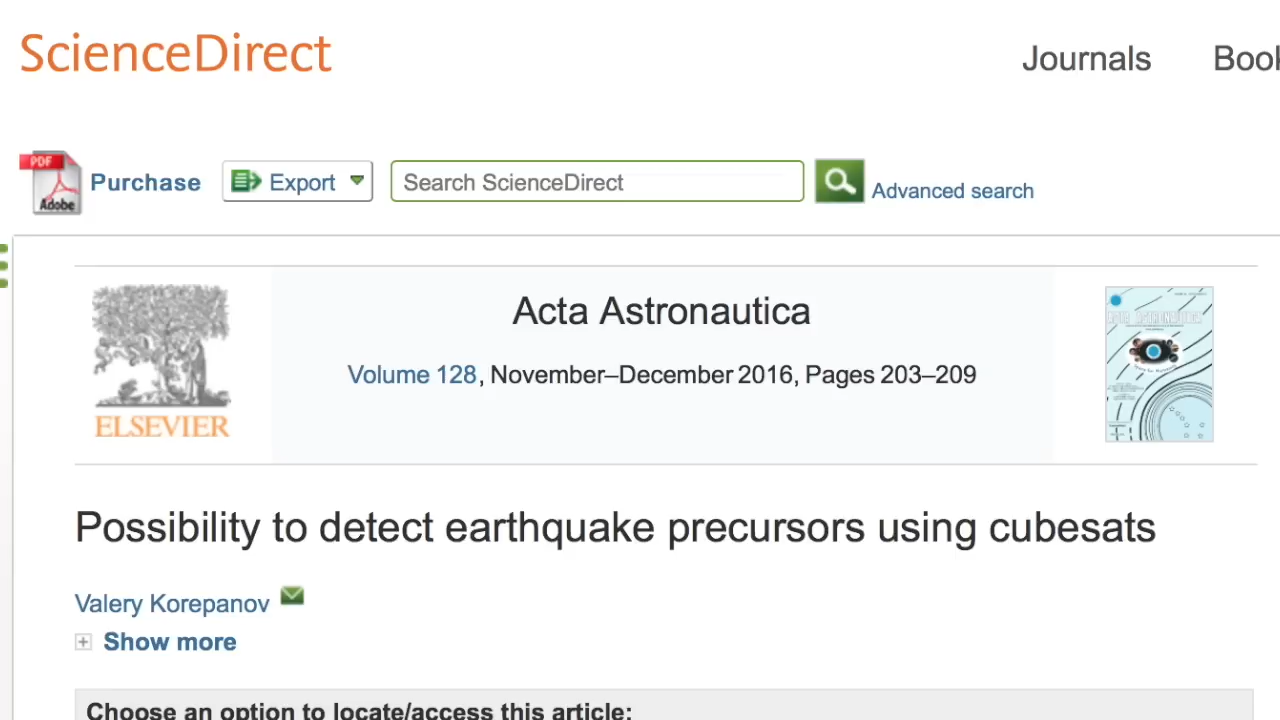 ScienceDirect
Journals
PDF
Adobe
Purchase
Export
Search ScienceDirect
Advanced search
ELSEVIER
Acta Astronautica
Volume 128, November–December 2016, Pages 203–209
ACTA ASTRONAUTICA
Possibility to detect earthquake precursors using cubesats
Valery Korepanov
Show more
Choose an option to locate/access this article: